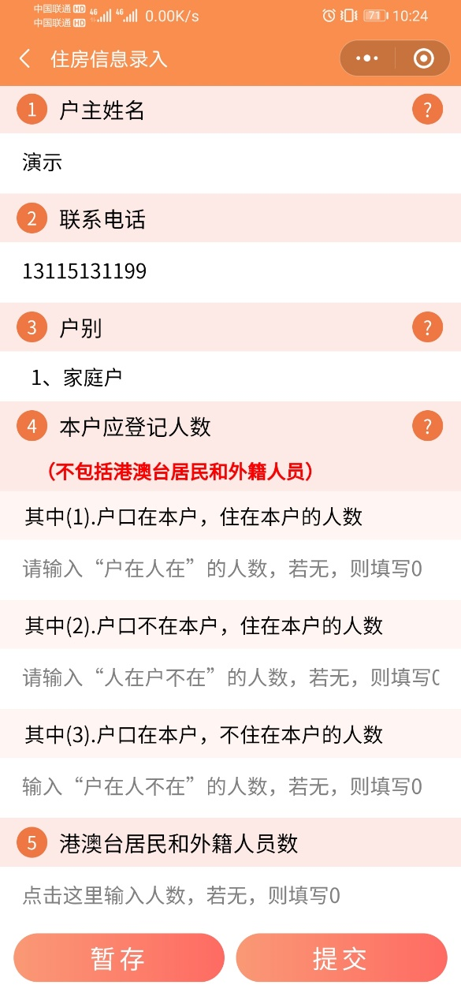 中国联通 HD 4G 4G 0.00K/s 71 10:24
中国联通 HD
住房信息录入
1 户主姓名 ?
演示
2 联系电话
13115131199
3 户别 ?
1、家庭户
4 本户应登记人数 ?
（不包括港澳台居民和外籍人员）
其中(1).户口在本户，住在本户的人数
请输入“户在人在”的人数，若无，则填写0
其中(2).户口不在本户，住在本户的人数
请输入“人在户不在”的人数，若无，则填写0
其中(3).户口在本户，不住在本户的人数
输入“户在人不在”的人数，若无，则填写0
5 港澳台居民和外籍人员数
点击这里输入人数，若无，则填写0
暂存 提交